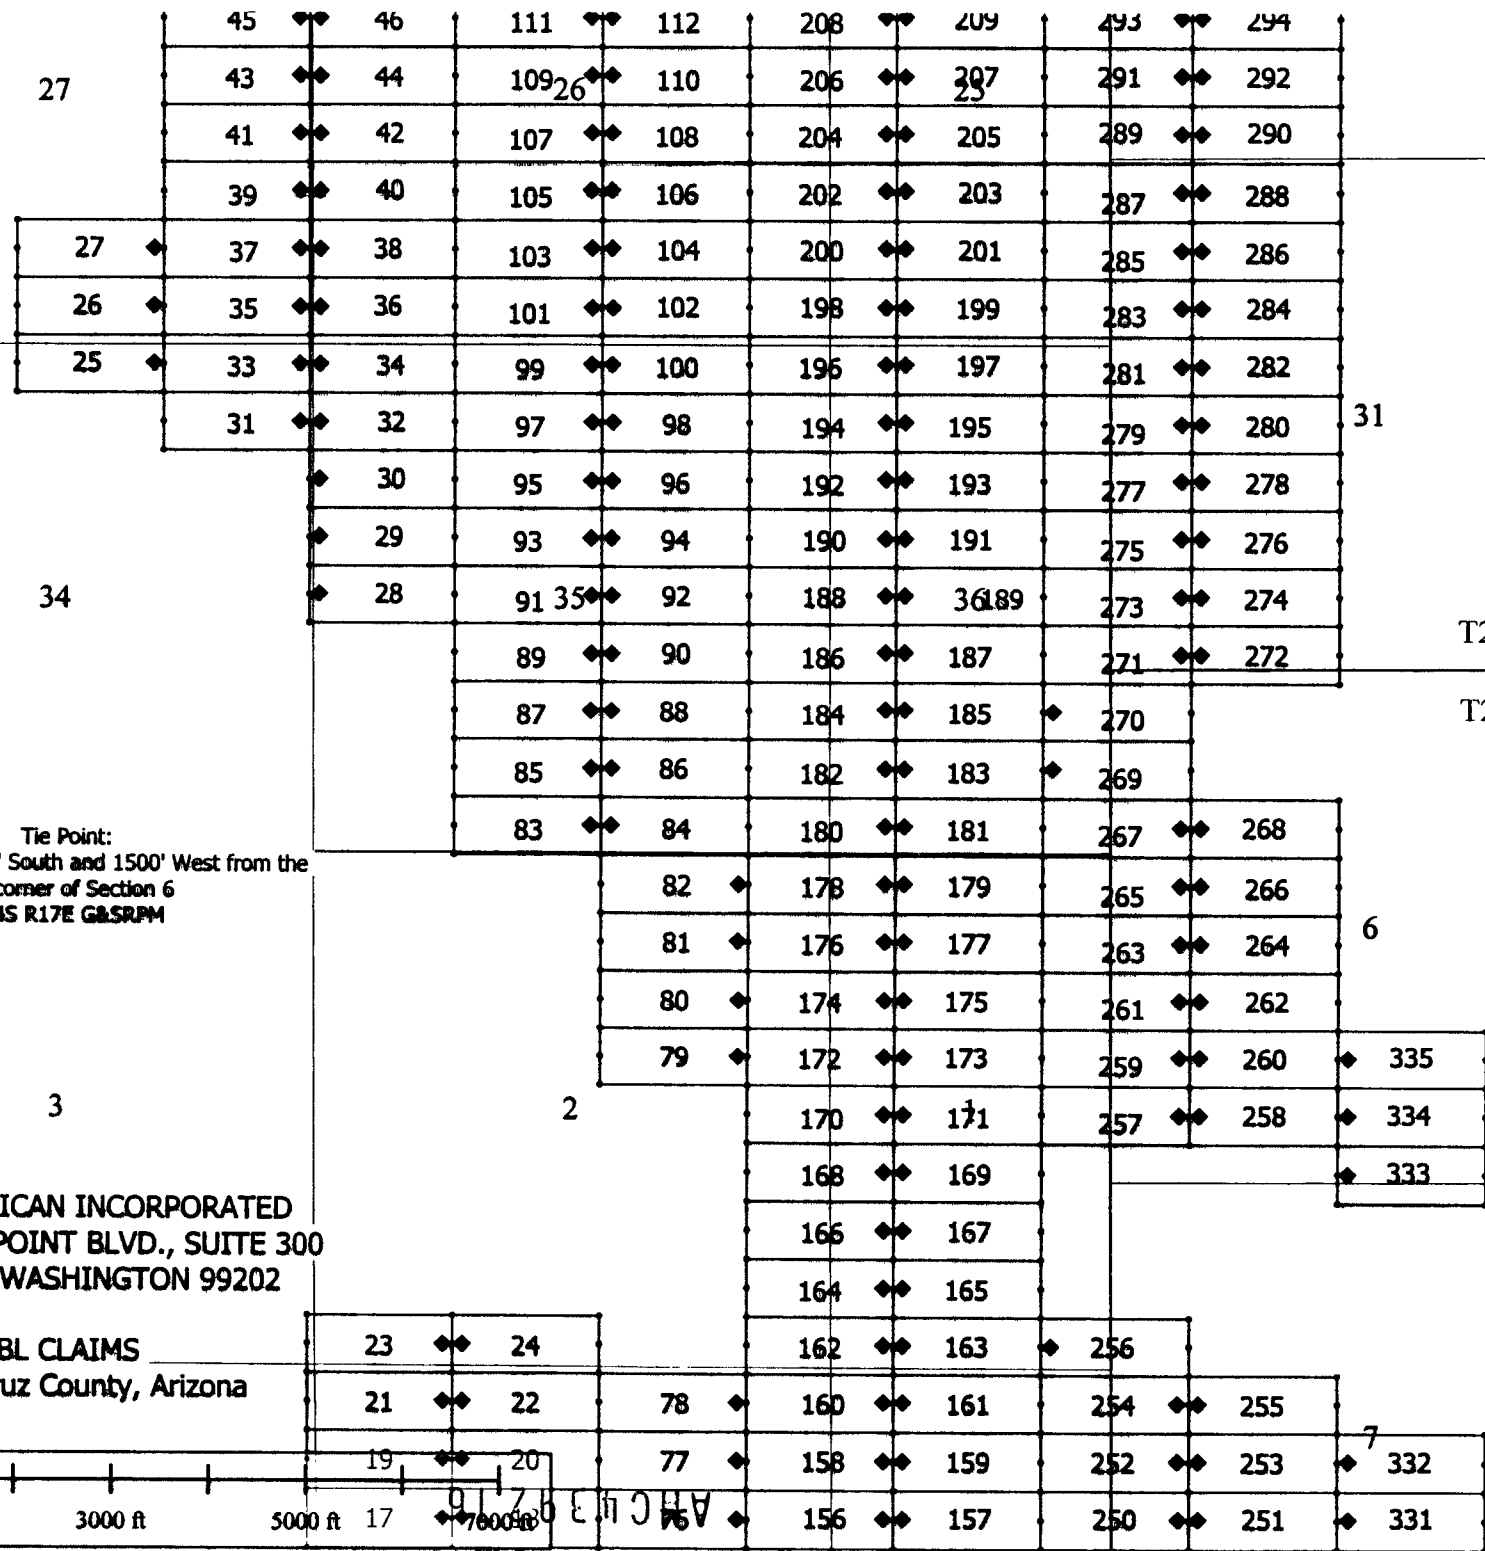 45 46 111 112 208 209 293 294
27 43 44 109 26 110 206 207 25 291 292
41 42 107 108 204 205 289 290
39 40 105 106 202 203 287 288
27 37 38 103 104 200 201 285 286
26 35 36 101 102 198 199 283 284
25 33 34 99 100 196 197 281 282
31 32 97 98 194 195 279 280 31
30 95 96 192 193 277 278
29 93 94 190 191 275 276
34 28 91 35 92 188 36 189 273 274
T2
89 90 186 187 271 272
87 88 184 185 270 T2
85 86 182 183 269
83 84 180 181 267 268
Tie Point:
' South and 1500' West from the
corner of Section 6
S R17E G&SRPM
82 178 179 265 266
81 176 177 263 264 6
80 174 175 261 262
79 172 173 259 260 335
3 2 170 171 1 257 258 334
168 169 333
ICAN INCORPORATED
POINT BLVD., SUITE 300
WASHINGTON 99202
166 167
164 165
23 24 162 163 256
BL CLAIMS
uz County, Arizona
21 22 78 160 161 254 255
7
19 20 77 158 159 252 253 332
3000 ft 5000 ft 17 7000 ft 156 157 250 251 331